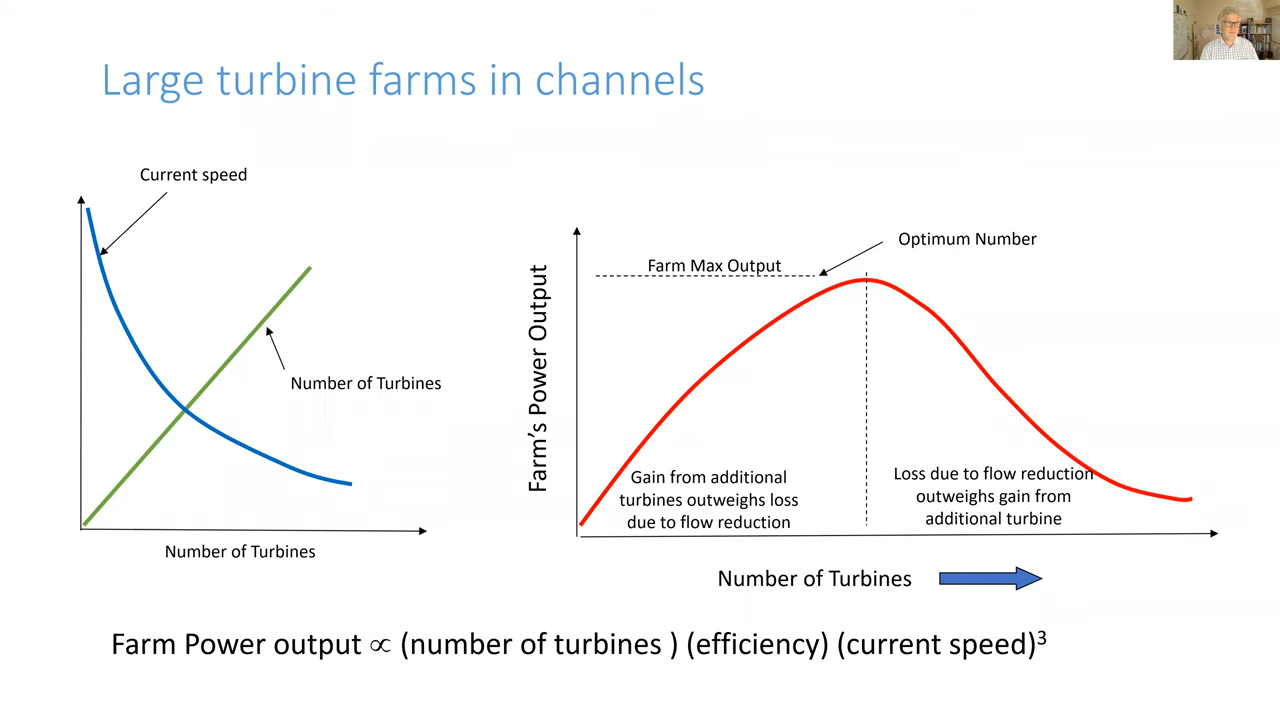 Large turbine farms in channels
Current speed
Number of Turbines
Number of Turbines
Farm's Power Output
Farm Max Output
Optimum Number
Gain from additional
turbines outweighs loss
due to flow reduction
Loss due to flow reduction
outweighs gain from
additional turbine
Number of Turbines
Farm Power output ∝ (number of turbines ) (efficiency) (current speed)³